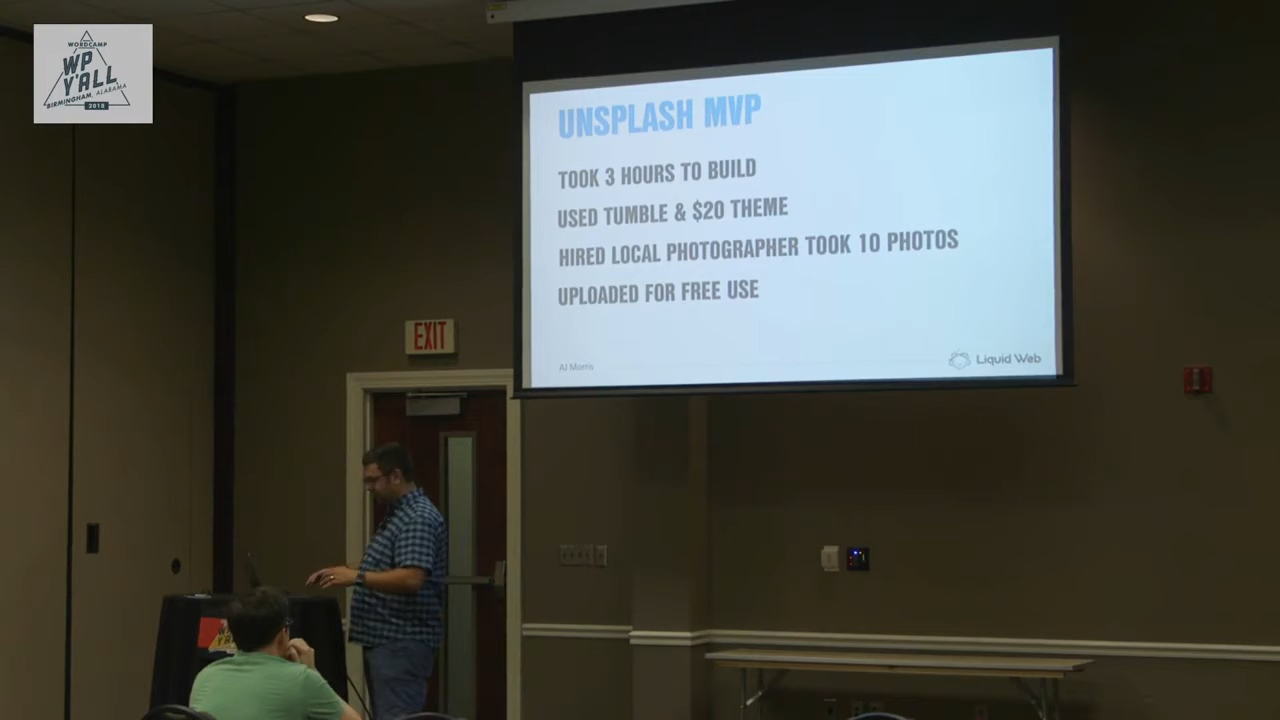 WORDCAMP
WP
Y'ALL
BIRMINGHAM, ALABAMA
2018
UNSPLASH MVP
TOOK 3 HOURS TO BUILD
USED TUMBLE & $20 THEME
HIRED LOCAL PHOTOGRAPHER TOOK 10 PHOTOS
UPLOADED FOR FREE USE
AJ Morris
Liquid Web
EXIT